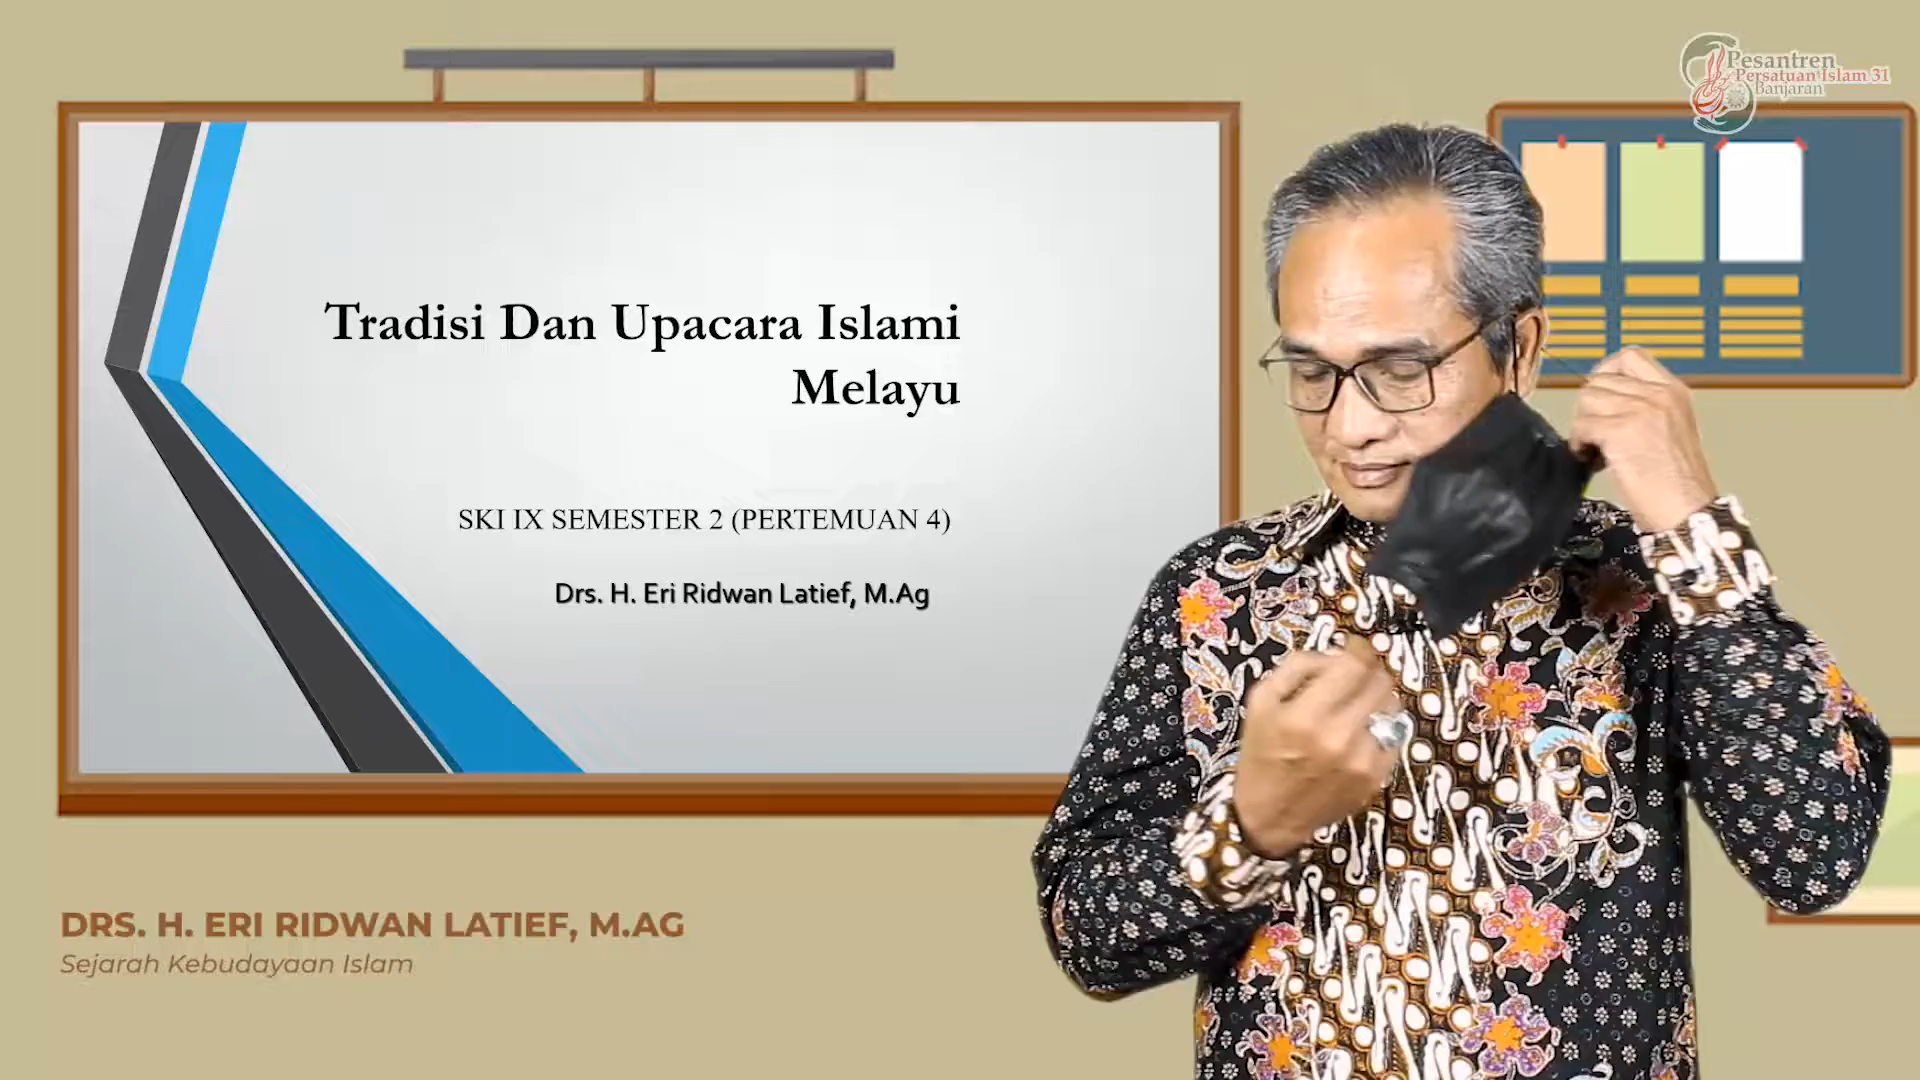 Pesantren
Persatuan Islam 31
Banjaran
Tradisi Dan Upacara Islami
Melayu
SKI IX SEMESTER 2 (PERTEMUAN 4)
Drs. H. Eri Ridwan Latief, M.Ag
DRS. H. ERI RIDWAN LATIEF, M.AG
Sejarah Kebudayaan Islam